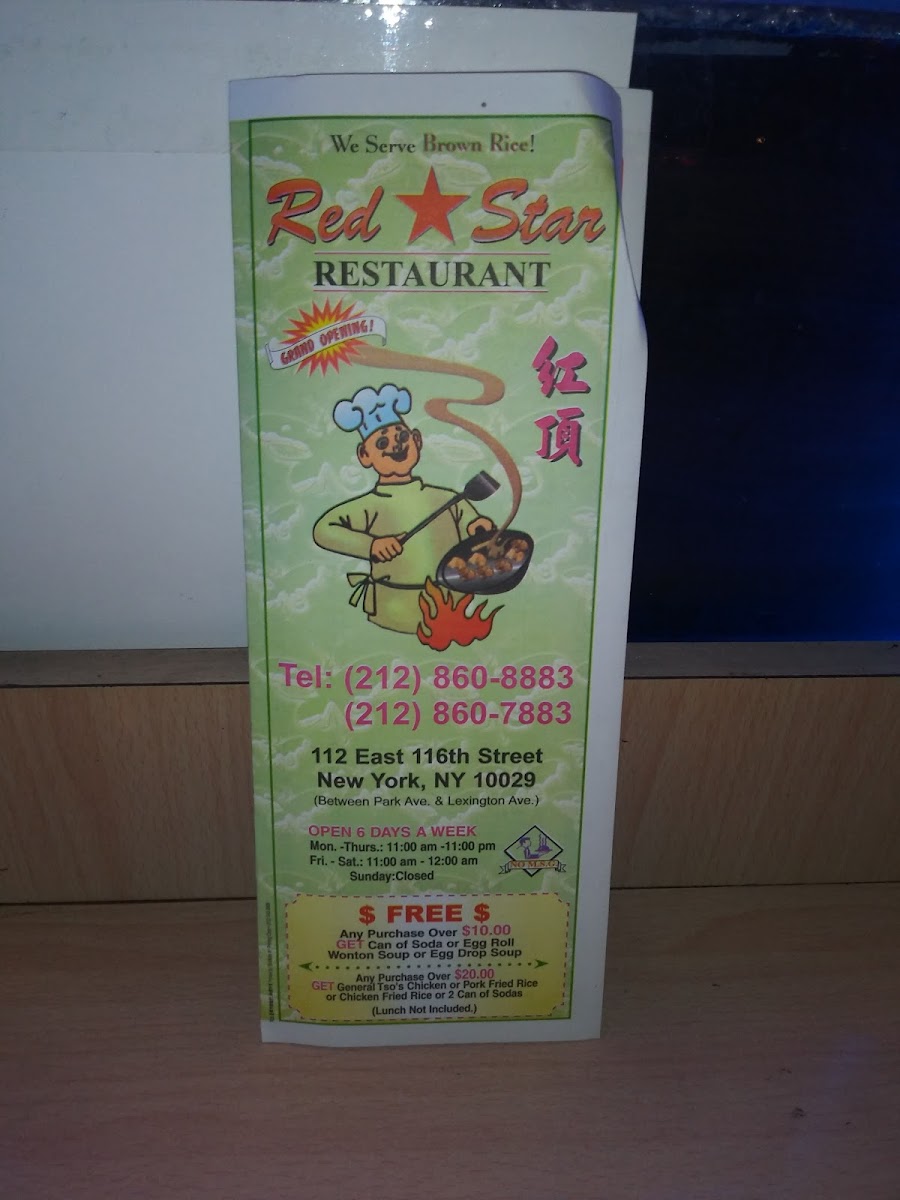 We Serve Brown Rice!
Red Star
RESTAURANT
GRAND OPENING!
紅
頂
Tel: (212) 860-8883
(212) 860-7883
112 East 116th Street
New York, NY 10029
(Between Park Ave. & Lexington Ave.)
OPEN 6 DAYS A WEEK
Mon. -Thurs.: 11:00 am -11:00 pm
Fri. - Sat.: 11:00 am - 12:00 am
Sunday:Closed
NO M.S.G.
$ FREE $
Any Purchase Over $10.00
GET Can of Soda or Egg Roll
Wonton Soup or Egg Drop Soup
Any Purchase Over $20.00
GET General Tso's Chicken or Pork Fried Rice
or Chicken Fried Rice or 2 Can of Sodas
(Lunch Not Included.)